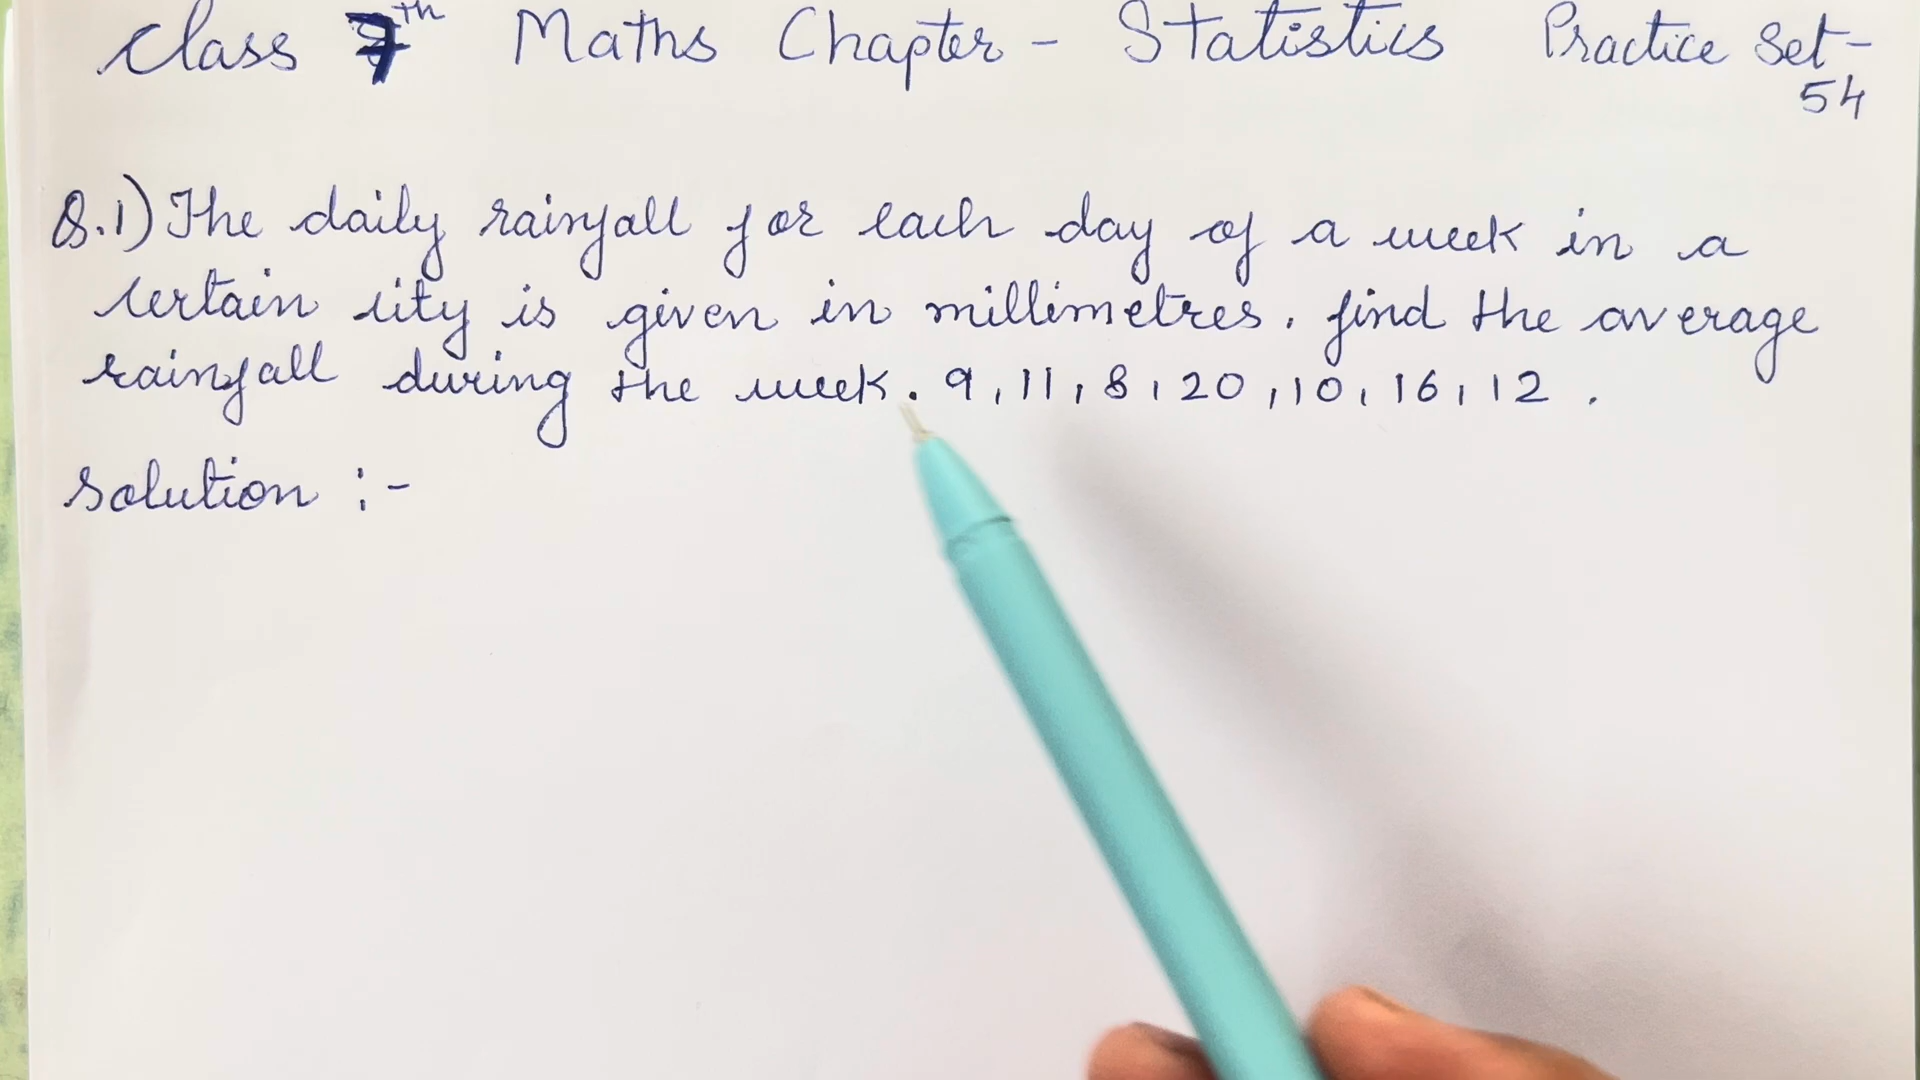 Class 7th Maths Chapter - Statistics Practice Set-
54
Q.1) The daily rainfall for each day of a week in a
certain city is given in millimetres. find the average
rainfall during the week. 9, 11, 8, 20, 10, 16, 12.
Solution :-